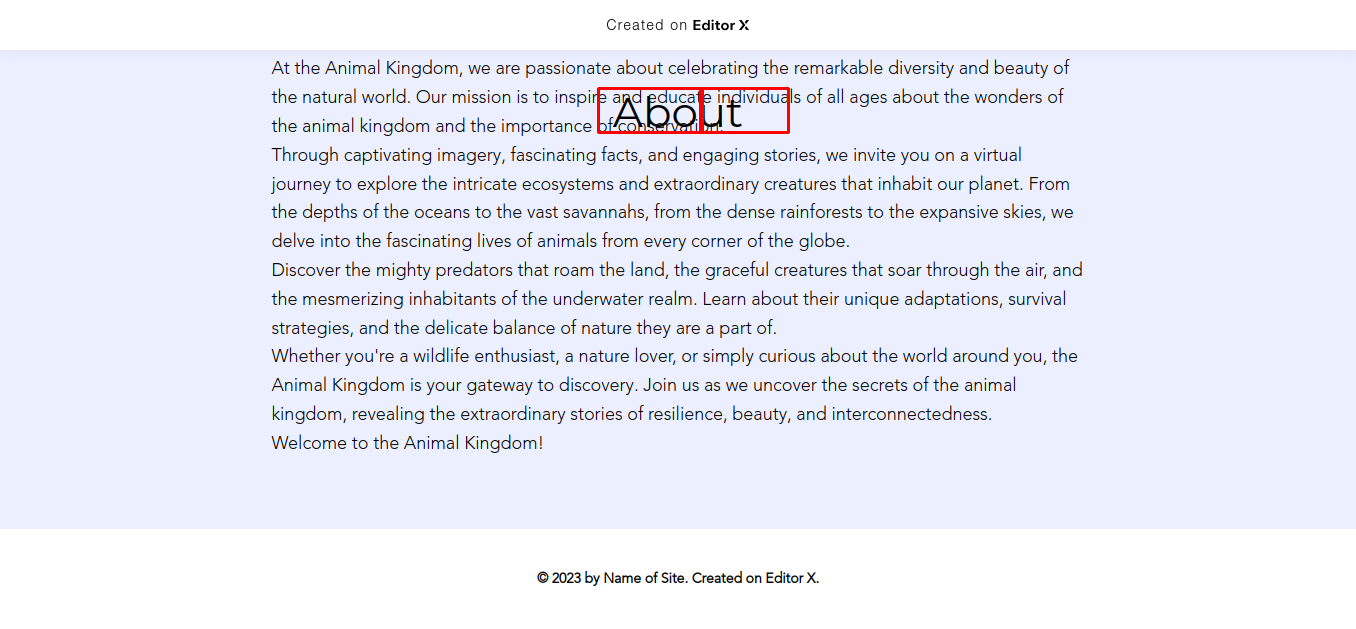 Created on Editor X
At the Animal Kingdom, we are passionate about celebrating the remarkable diversity and beauty of
the natural world. Our mission is to inspire and educate individuals of all ages about the wonders of
About
the animal kingdom and the importance of conservation.
Through captivating imagery, fascinating facts, and engaging stories, we invite you on a virtual
journey to explore the intricate ecosystems and extraordinary creatures that inhabit our planet. From
the depths of the oceans to the vast savannahs, from the dense rainforests to the expansive skies, we
delve into the fascinating lives of animals from every corner of the globe.
Discover the mighty predators that roam the land, the graceful creatures that soar through the air, and
the mesmerizing inhabitants of the underwater realm. Learn about their unique adaptations, survival
strategies, and the delicate balance of nature they are a part of.
Whether you're a wildlife enthusiast, a nature lover, or simply curious about the world around you, the
Animal Kingdom is your gateway to discovery. Join us as we uncover the secrets of the animal
kingdom, revealing the extraordinary stories of resilience, beauty, and interconnectedness.
Welcome to the Animal Kingdom!
© 2023 by Name of Site. Created on Editor X.